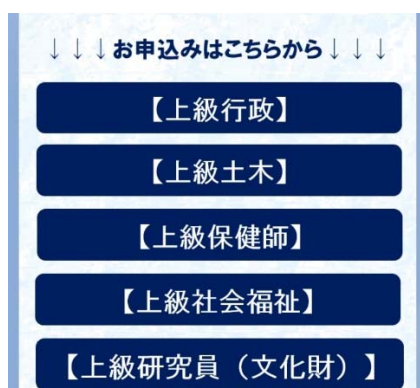 ↓↓↓お申込みはこちらから↓↓↓
【上級行政】
【上級土木】
【上級保健師】
【上級社会福祉】
【上級研究員（文化財）】